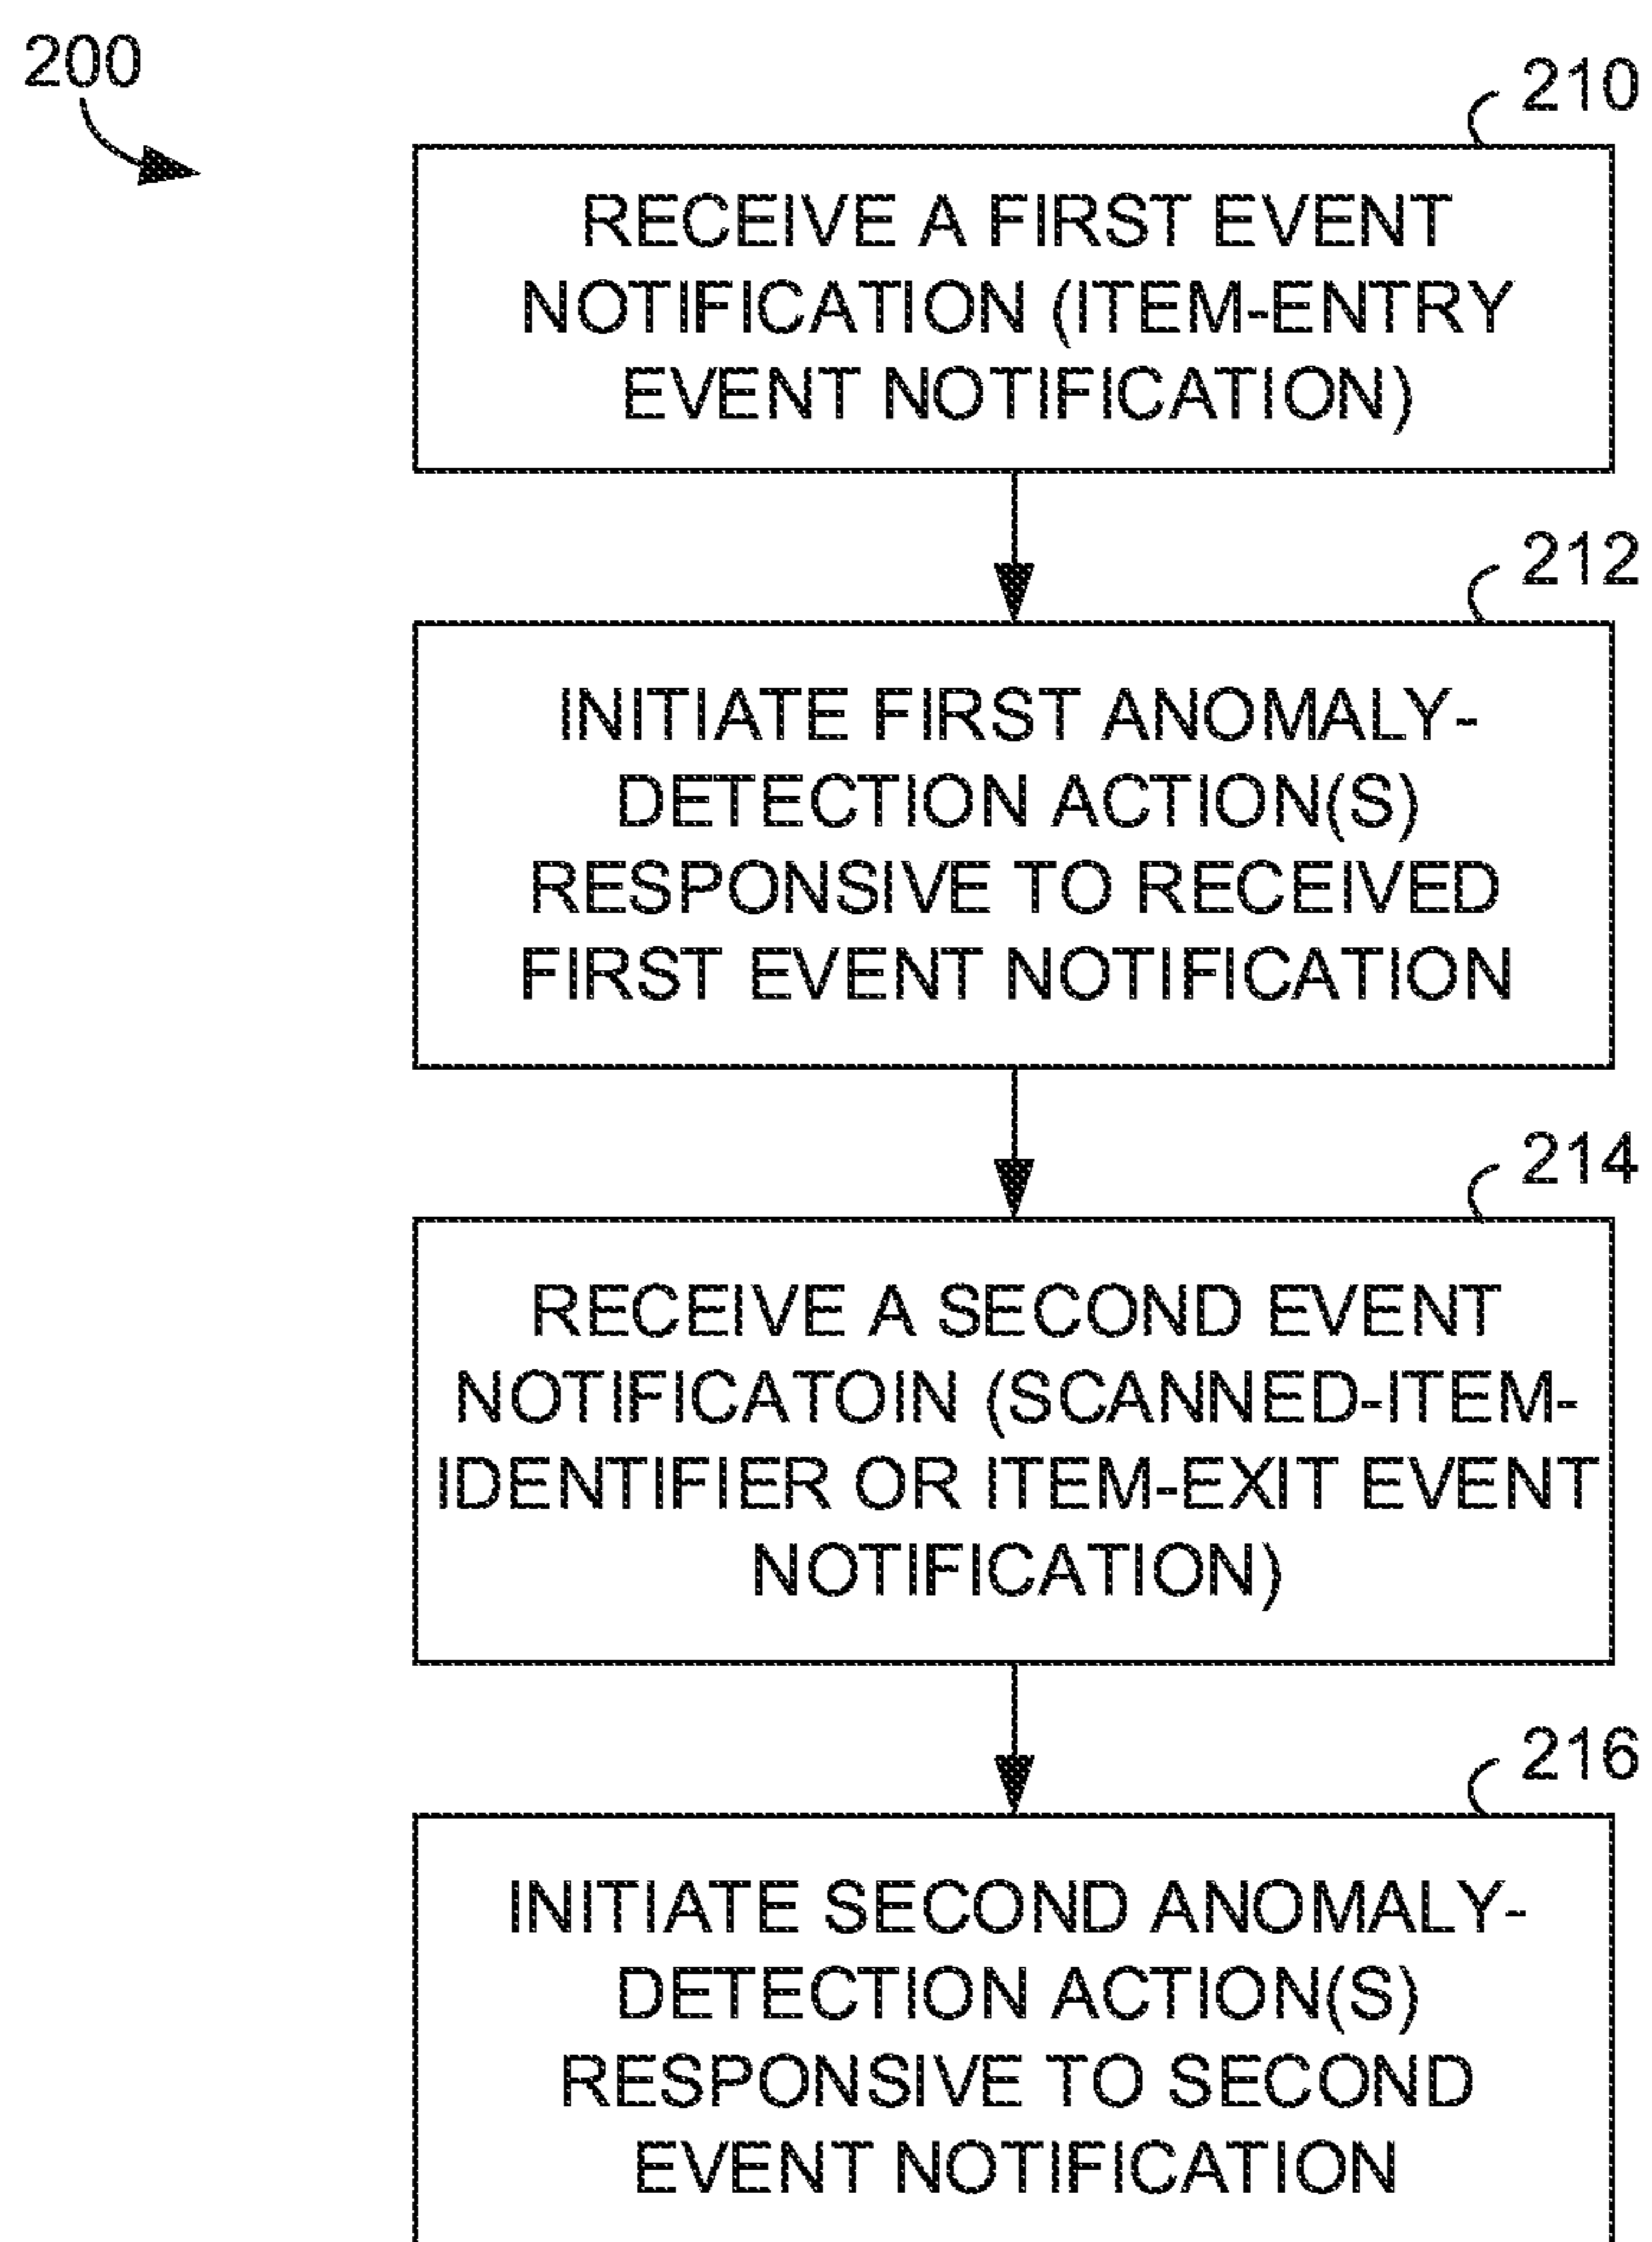 200
210
RECEIVE A FIRST EVENT
NOTIFICATION (ITEM-ENTRY
EVENT NOTIFICATION)
212
INITIATE FIRST ANOMALY-
DETECTION ACTION(S)
RESPONSIVE TO RECEIVED
FIRST EVENT NOTIFICATION
214
RECEIVE A SECOND EVENT
NOTIFICATOIN (SCANNED-ITEM-
IDENTIFIER OR ITEM-EXIT EVENT
NOTIFICATION)
216
INITIATE SECOND ANOMALY-
DETECTION ACTION(S)
RESPONSIVE TO SECOND
EVENT NOTIFICATION